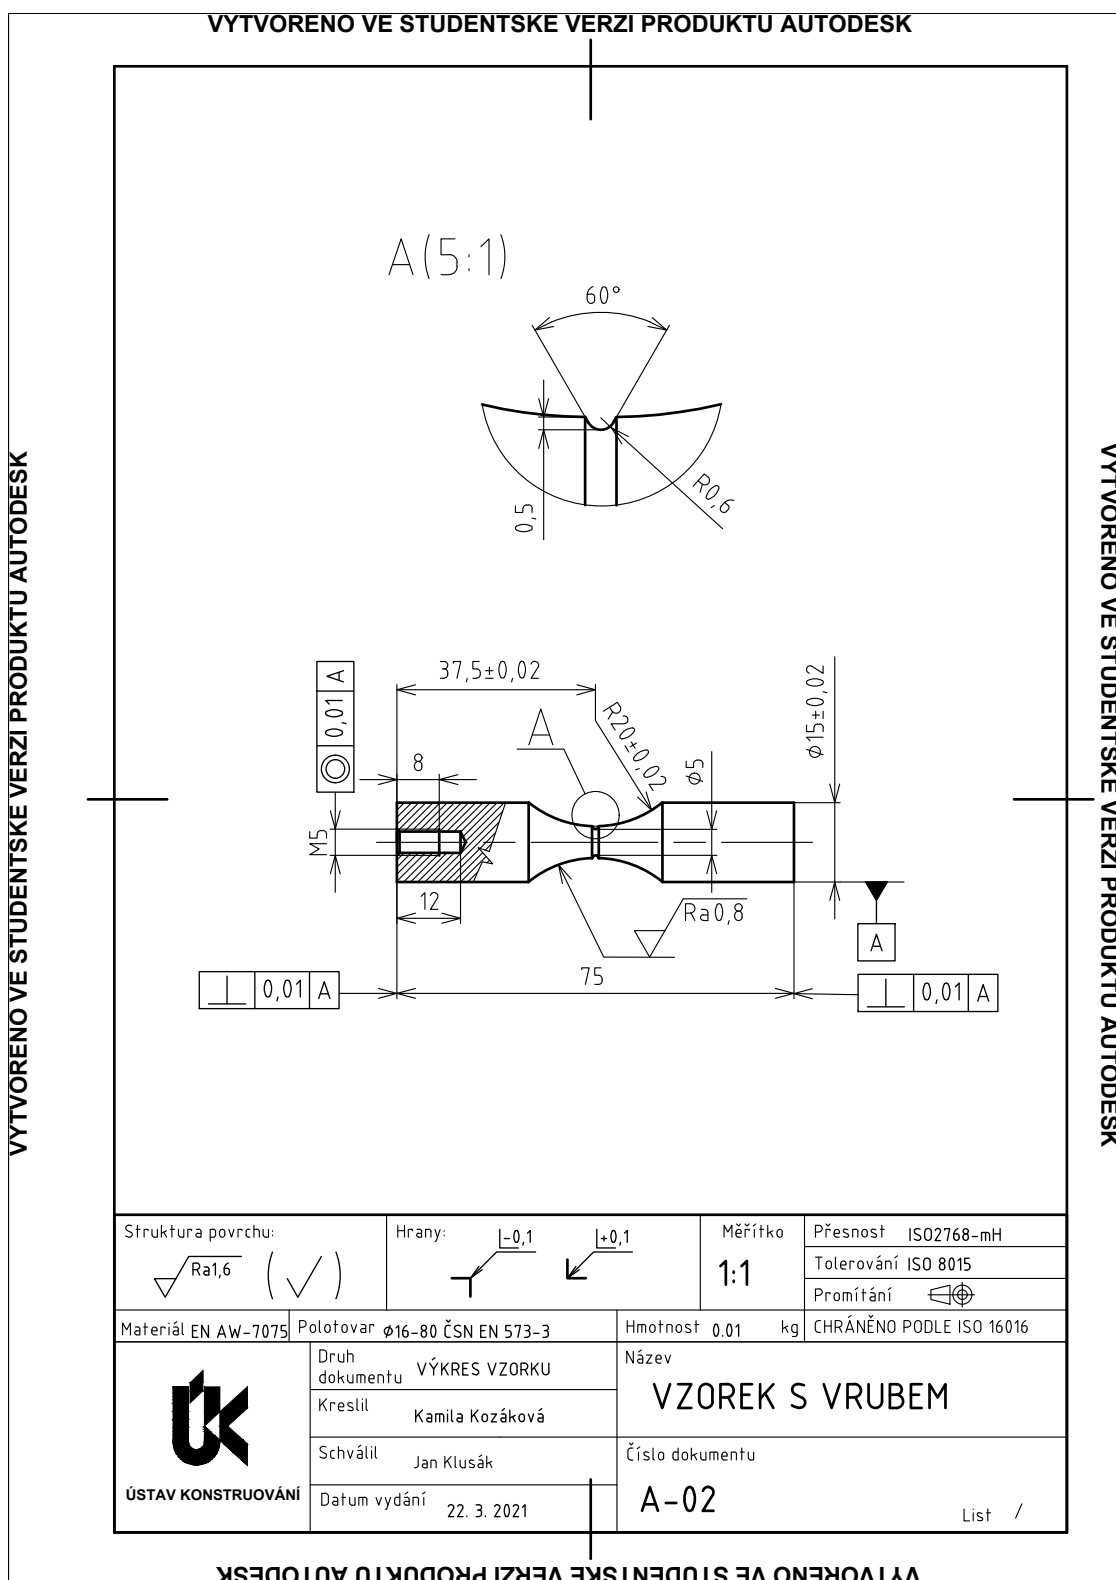 VYTVOŘENO VE STUDENTSKÉ VERZI PRODUKTU AUTODESK
VYTVOŘENO VE STUDENTSKÉ VERZI PRODUKTU AUTODESK
VYTVOŘENO VE STUDENTSKÉ VERZI PRODUKTU AUTODESK
A(5:1)
60°
0,5
R0,6
37,5±0,02
0,01 A
8
A
R20±0,02
ϕ5
ϕ15±0,02
M5
12
Ra0,8
A
75
0,01 A
0,01 A
Struktura povrchu:
Ra1,6
Hrany:
-0,1
+0,1
Měřítko
1:1
Přesnost ISO2768-mH
Tolerování ISO 8015
Promítání
Materiál EN AW-7075
Polotovar ϕ16-80 ČSN EN 573-3
Hmotnost 0.01 kg
CHRÁNĚNO PODLE ISO 16016
ÚK
ÚSTAV KONSTRUOVÁNÍ
Druh dokumentu VÝKRES VZORKU
Kreslil Kamila Kozáková
Schválil Jan Klusák
Datum vydání 22. 3. 2021
Název
VZOREK S VRUBEM
Číslo dokumentu
A-02
List /
VYTVOŘENO VE STUDENTSKÉ VERZI PRODUKTU AUTODESK